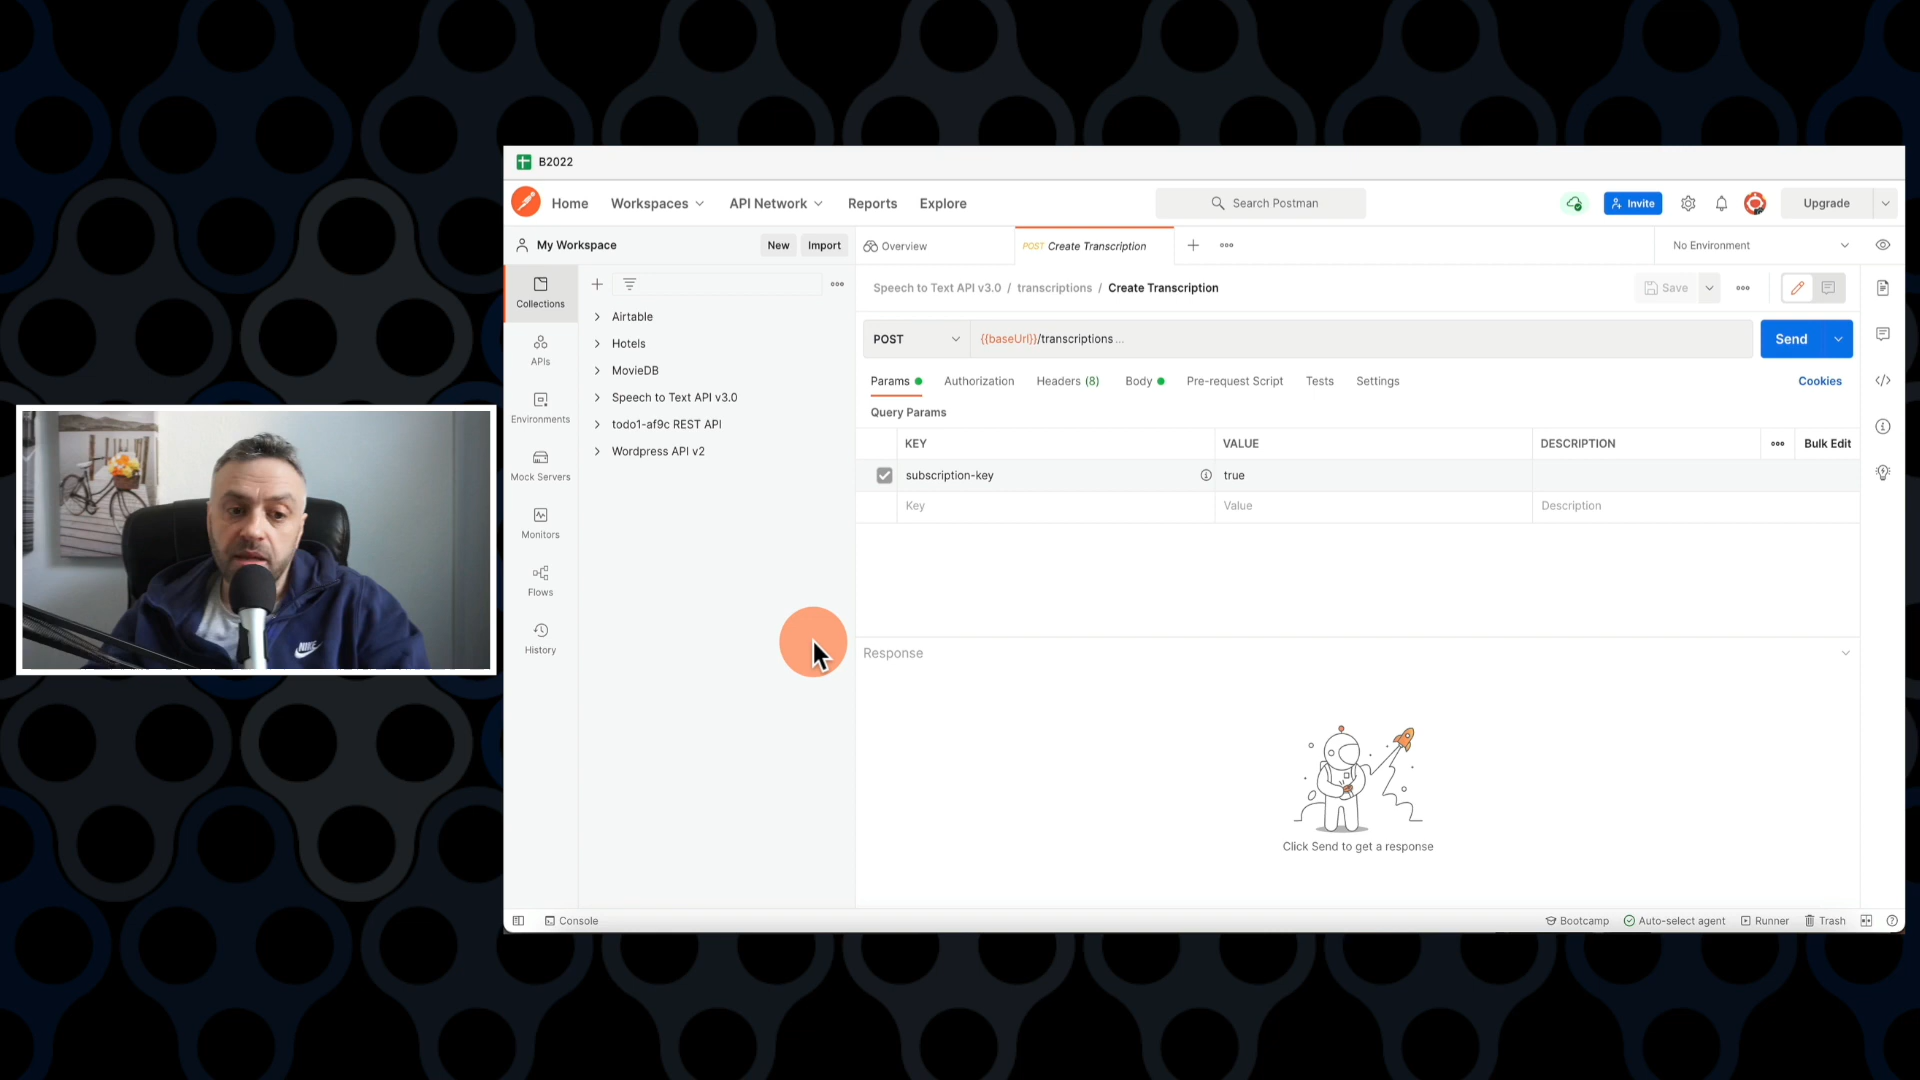 B2022
Home Workspaces API Network Reports Explore Search Postman Invite Upgrade
My Workspace New Import Overview POST Create Transcription No Environment
Collections
APIs
Environments
Mock Servers
Monitors
Flows
History
Airtable
Hotels
MovieDB
Speech to Text API v3.0
todo1-af9c REST API
Wordpress API v2
Speech to Text API v3.0 / transcriptions / Create Transcription Save
POST {{baseUrl}}/transcriptions... Send
Params Authorization Headers (8) Body Pre-request Script Tests Settings Cookies
Query Params
KEY VALUE DESCRIPTION Bulk Edit
subscription-key true
Key Value Description
Response
Click Send to get a response
NIKE
Console Bootcamp Auto-select agent Runner Trash